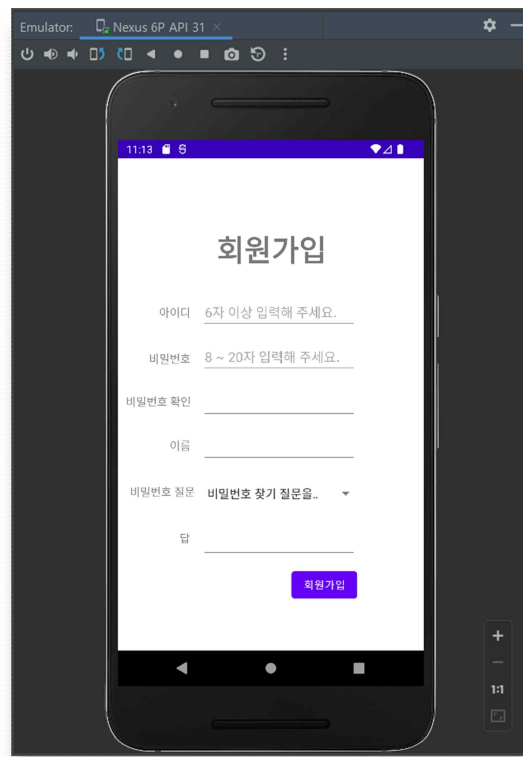 Emulator: Nexus 6P API 31
11:13
회원가입
아이디 6자 이상 입력해 주세요.
비밀번호 8 ~ 20자 입력해 주세요.
비밀번호 확인
이름
비밀번호 질문 비밀번호 찾기 질문을..
답
회원가입
1:1